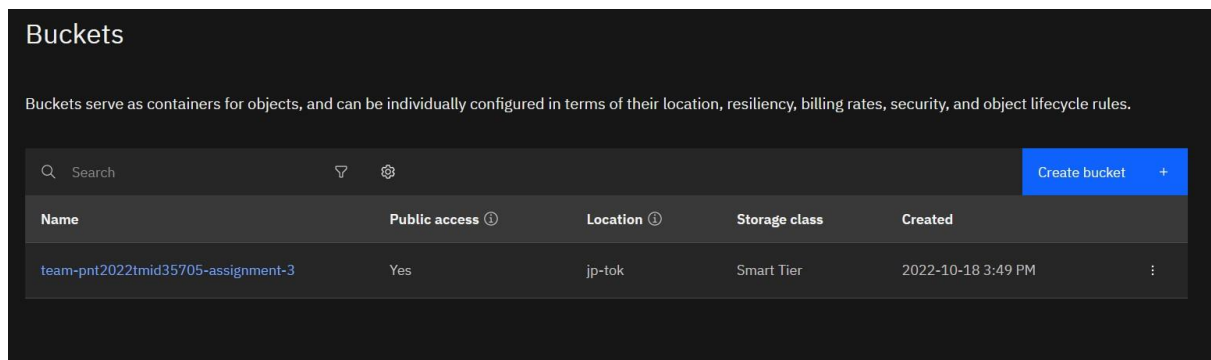 Buckets
Buckets serve as containers for objects, and can be individually configured in terms of their location, resiliency, billing rates, security, and object lifecycle rules.
Search Create bucket +
Name Public access Location Storage class Created
team-pnt2022tmid35705-assignment-3 Yes jp-tok Smart Tier 2022-10-18 3:49 PM